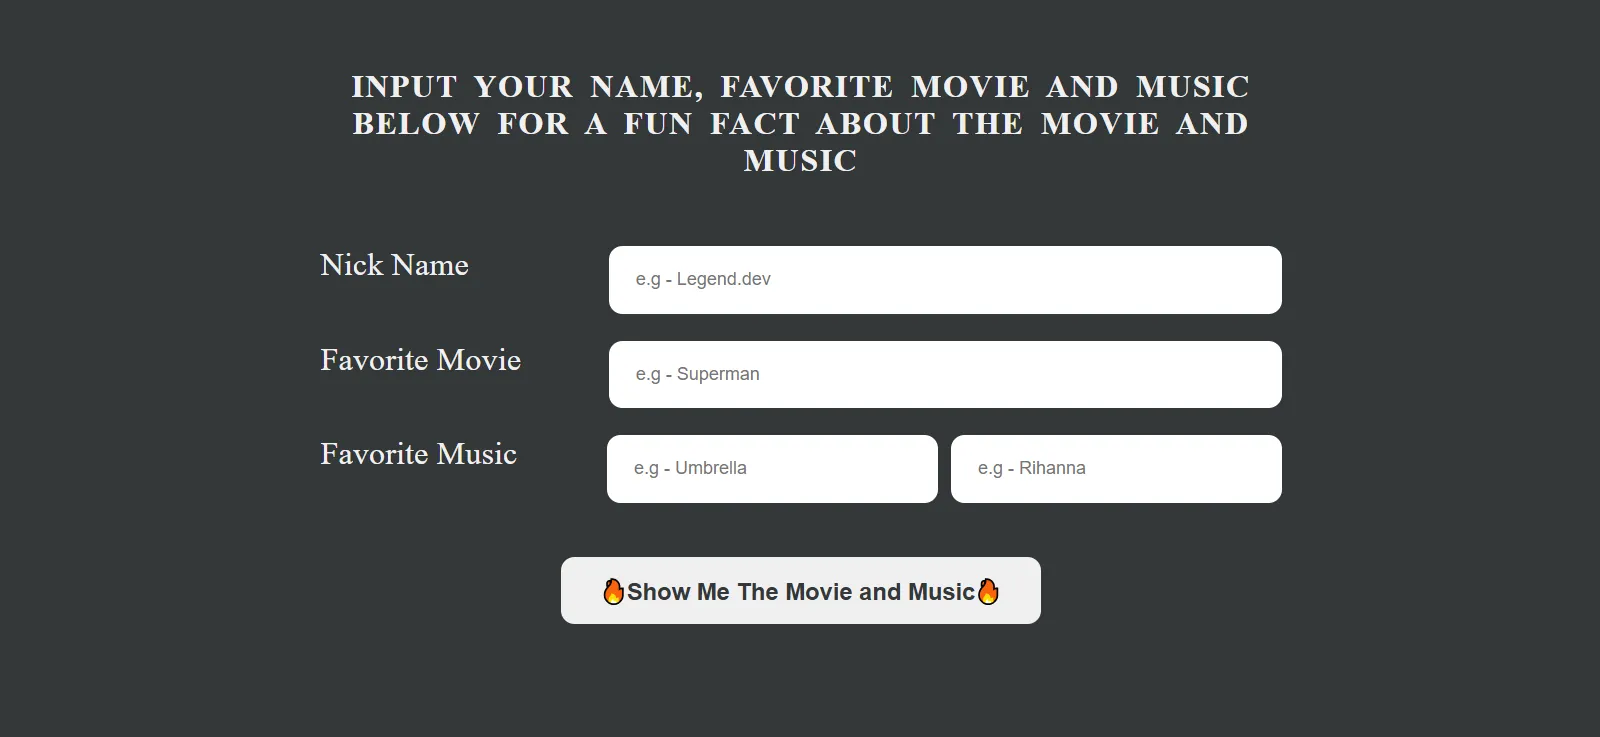 INPUT YOUR NAME, FAVORITE MOVIE AND MUSIC
BELOW FOR A FUN FACT ABOUT THE MOVIE AND
MUSIC
Nick Name
e.g - Legend.dev
Favorite Movie
e.g - Superman
Favorite Music
e.g - Umbrella
e.g - Rihanna
🔥Show Me The Movie and Music🔥